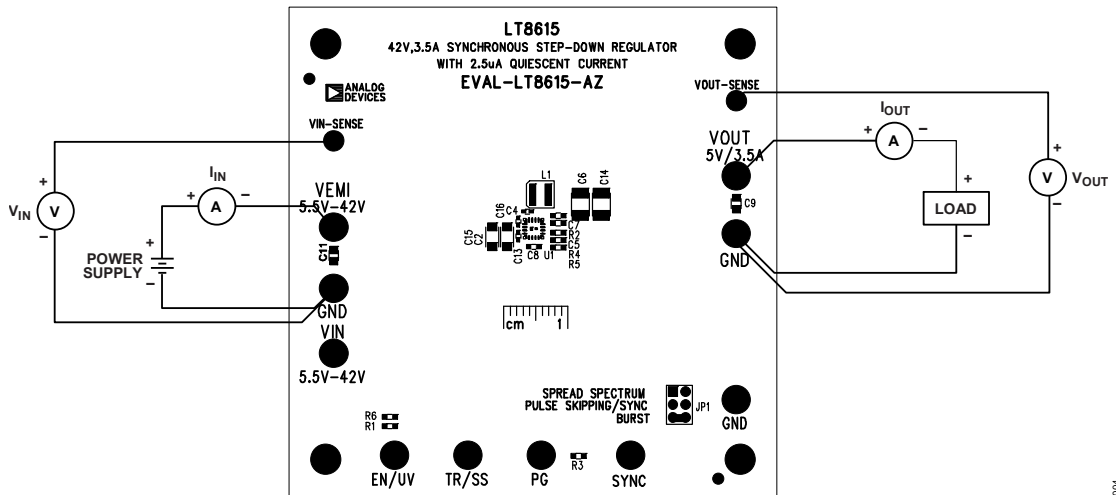 LT8615
42V,3.5A SYNCHRONOUS STEP-DOWN REGULATOR
WITH 2.5uA QUIESCENT CURRENT
EVAL-LT8615-AZ
ANALOG
DEVICES
VIN-SENSE
VOUT-SENSE
IIN
+ A –
VIN
+
V
–
POWER
SUPPLY
+
–
VEMI
5.5V-42V
C11
GND
VIN
5.5V-42V
L1
C6
C14
C4
C16
C15
C2
C13
C8
U1
C7
R2
C5
R4
R5
cm 1
VOUT
5V/3.5A
C9
GND
IOUT
+ A –
+
LOAD
–
+
V
–
VOUT
SPREAD SPECTRUM
PULSE SKIPPING/SYNC
BURST
JP1
GND
R6
R1
R3
EN/UV
TR/SS
PG
SYNC